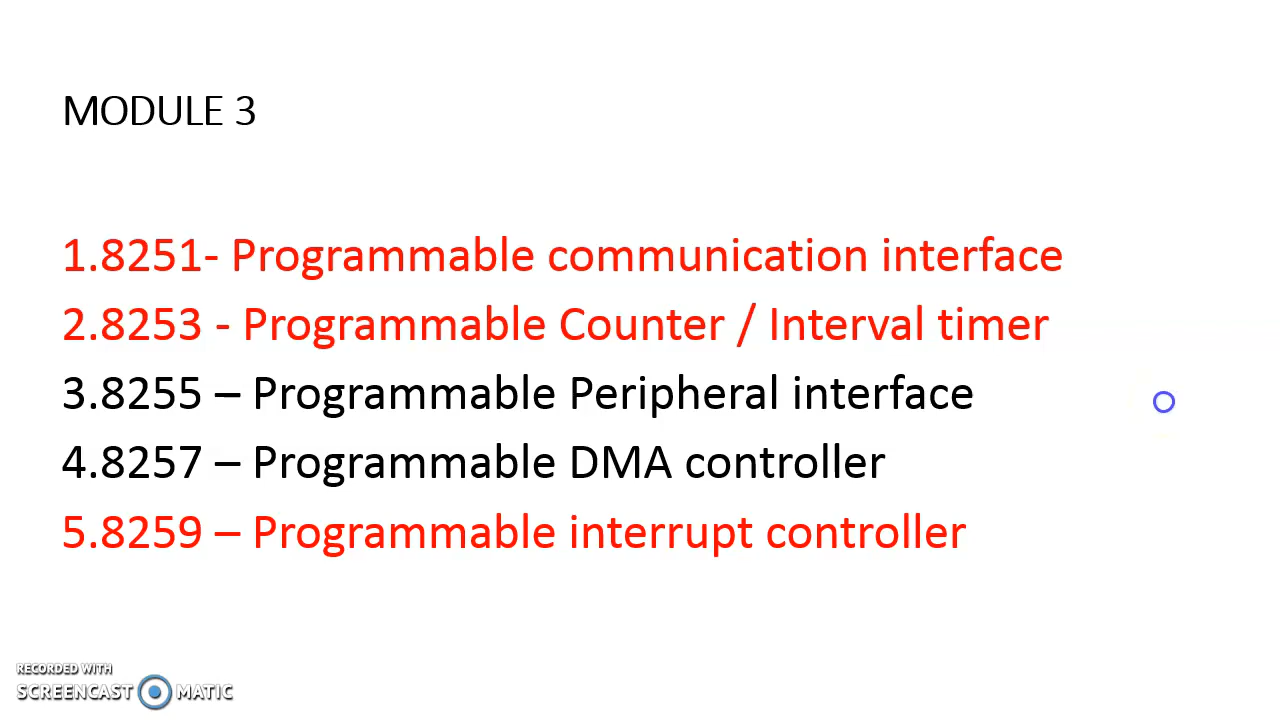 MODULE 3
1.8251- Programmable communication interface
2.8253 - Programmable Counter / Interval timer
3.8255 – Programmable Peripheral interface
4.8257 – Programmable DMA controller
5.8259 – Programmable interrupt controller
RECORDED WITH
SCREENCAST MATIC